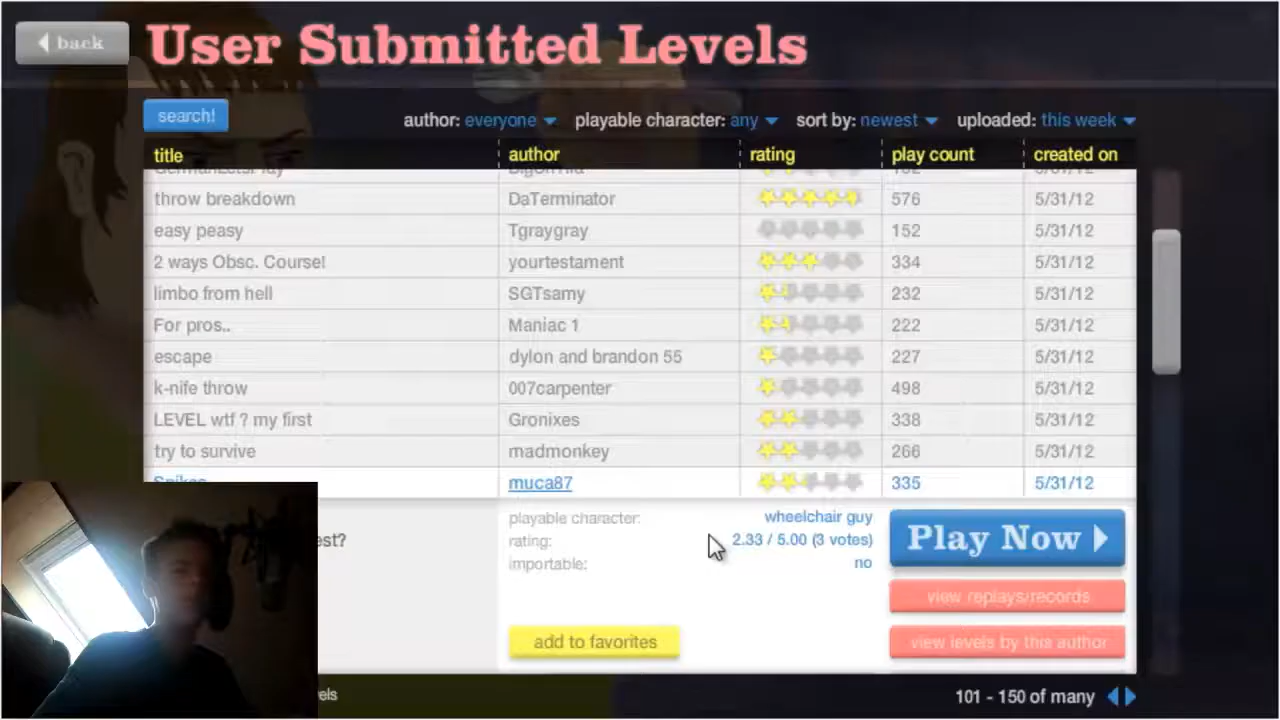 back
User Submitted Levels
search!
author: everyone playable character: any sort by: newest uploaded: this week
title author rating play count created on
throw breakdown DaTerminator 576 5/31/12
easy peasy Tgraygray 152 5/31/12
2 ways Obsc. Course! yourtestament 334 5/31/12
limbo from hell SGTsamy 232 5/31/12
For pros.. Maniac 1 222 5/31/12
escape dylon and brandon 55 227 5/31/12
k-nife throw 007carpenter 498 5/31/12
LEVEL wtf ? my first Gronixes 338 5/31/12
try to survive madmonkey 266 5/31/12
Spikes muca87 335 5/31/12
playable character: wheelchair guy
est? rating: 2.33 / 5.00 (3 votes)
importable: no
Play Now
view replays/records
add to favorites view levels by this author
els 101 - 150 of many